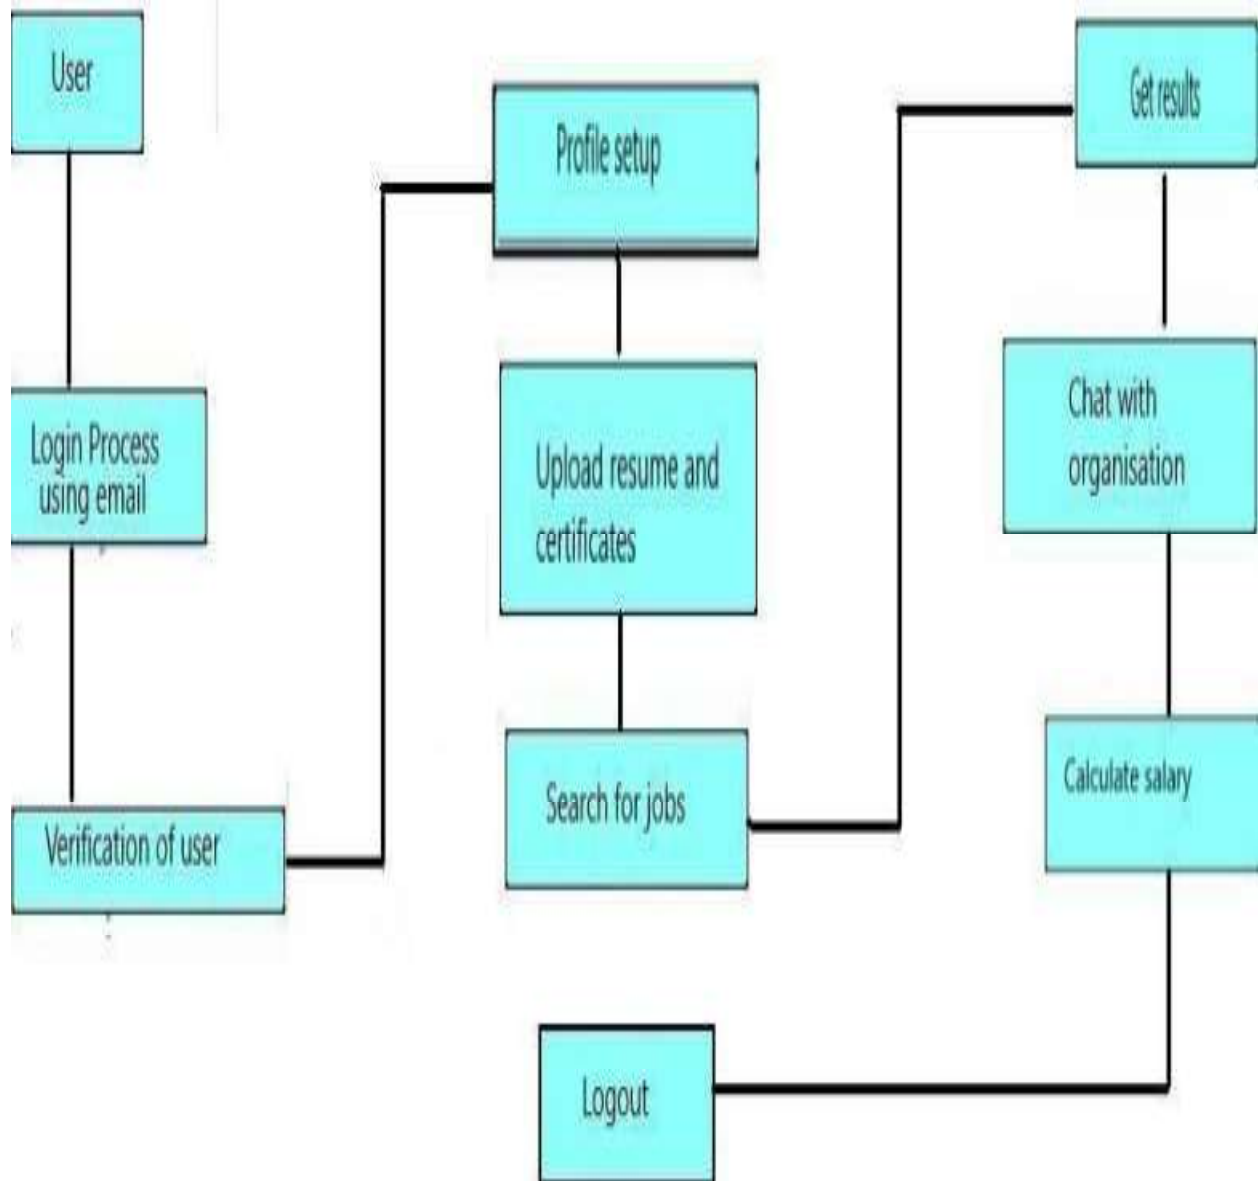 User
Login Process
using email
Verification of user
Profile setup
Upload resume and
certificates
Search for jobs
Get results
Chat with
organisation
Calculate salary
Logout